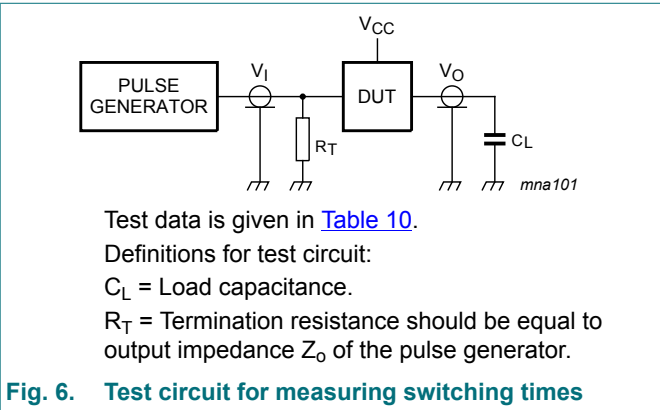 VCC
PULSE GENERATOR
VI
DUT
VO
RT
CL
mna101
Test data is given in Table 10.
Definitions for test circuit:
CL = Load capacitance.
RT = Termination resistance should be equal to
output impedance Zo of the pulse generator.
Fig. 6. Test circuit for measuring switching times